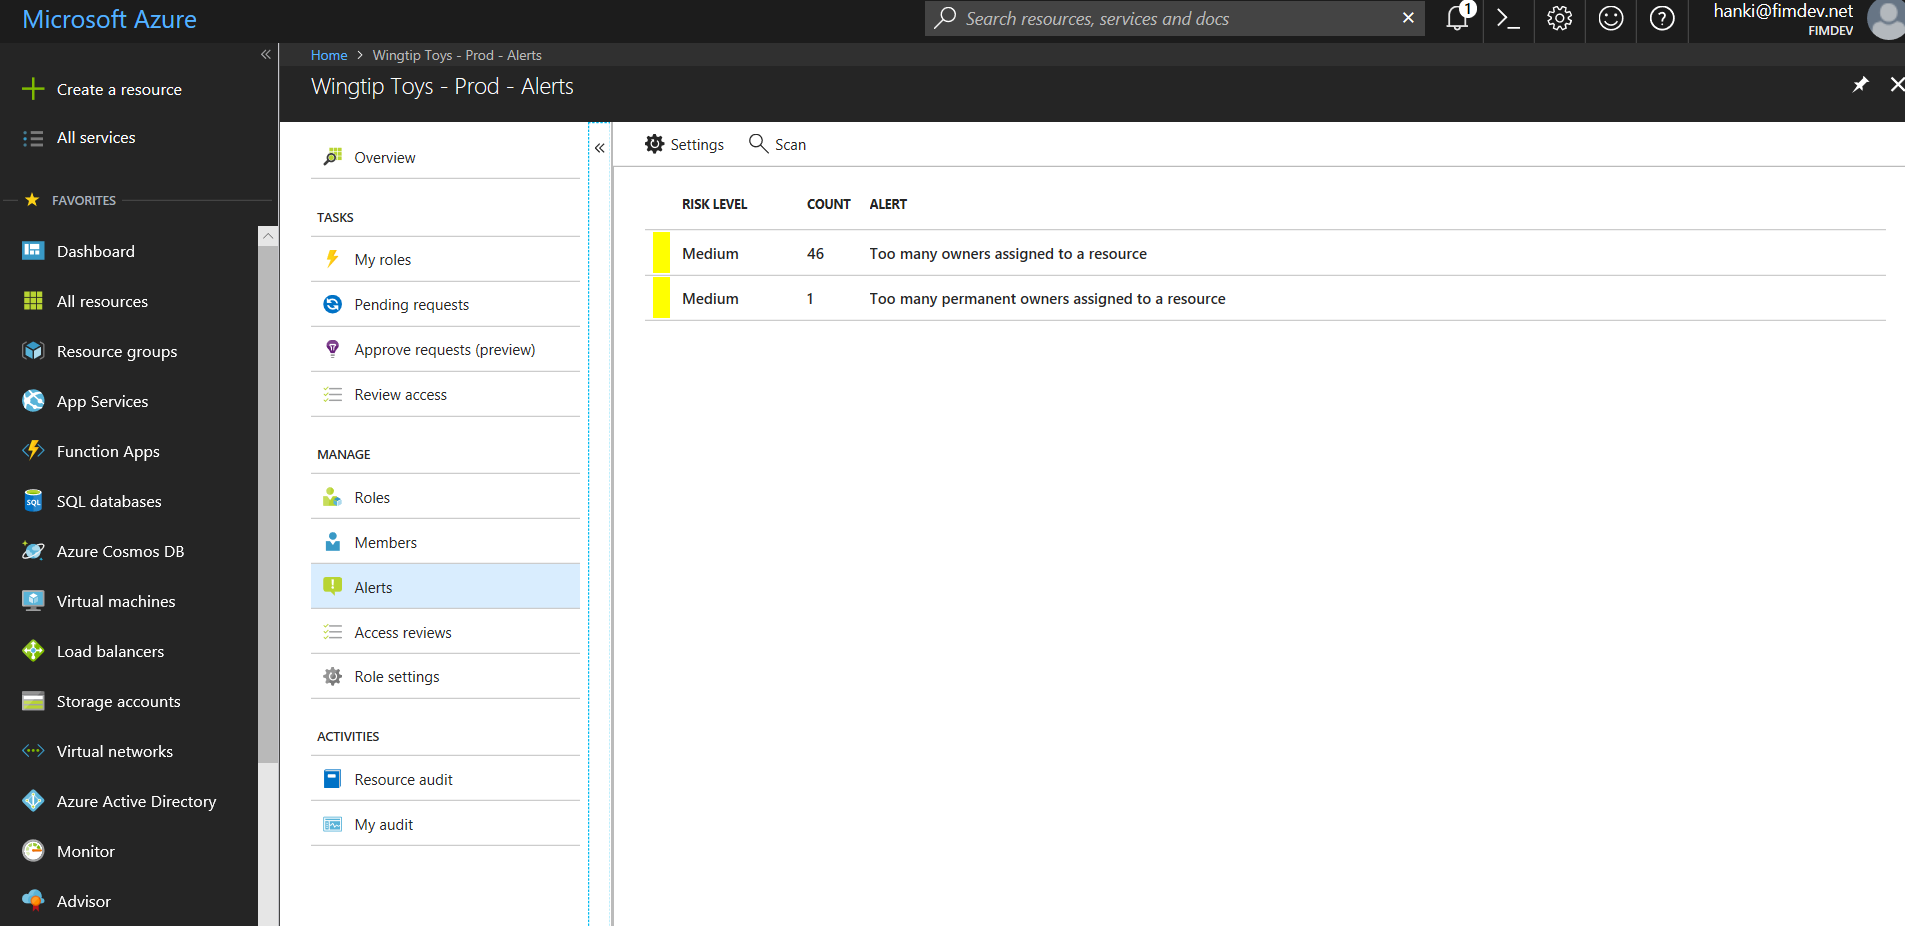 Microsoft Azure
Search resources, services and docs
1
hanki@fimdev.net
FIMDEV
Home > Wingtip Toys - Prod - Alerts
Wingtip Toys - Prod - Alerts
Create a resource
All services
FAVORITES
Dashboard
All resources
Resource groups
App Services
Function Apps
SQL databases
SQL
Azure Cosmos DB
Virtual machines
Load balancers
Storage accounts
Virtual networks
Azure Active Directory
Monitor
Advisor
Overview
TASKS
My roles
Pending requests
Approve requests (preview)
Review access
MANAGE
Roles
Members
Alerts
Access reviews
Role settings
ACTIVITIES
Resource audit
My audit
Settings
Scan
RISK LEVEL COUNT ALERT
Medium 46 Too many owners assigned to a resource
Medium 1 Too many permanent owners assigned to a resource